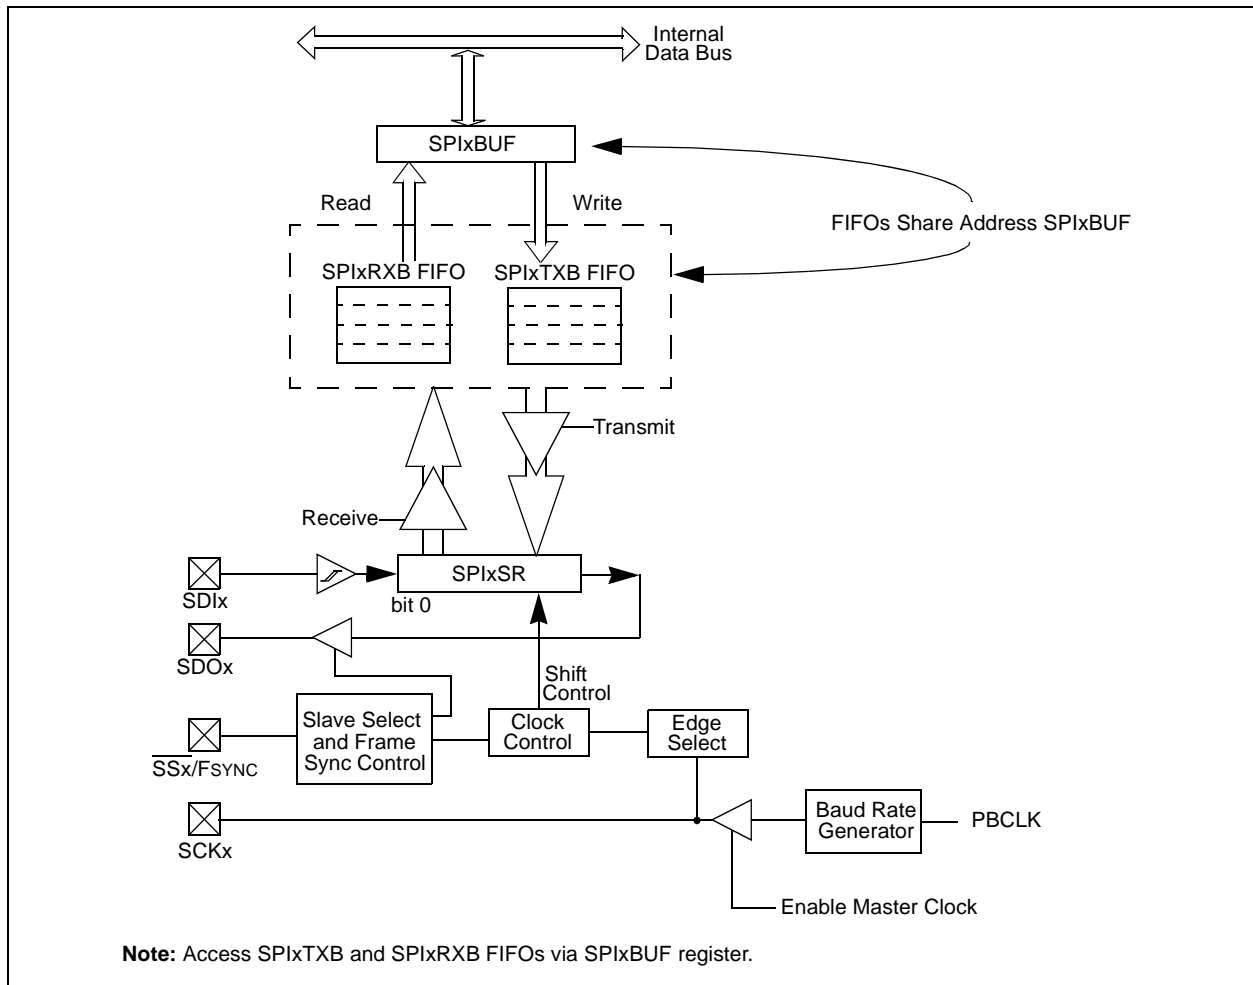 Internal
Data Bus
SPIxBUF
Read
Write
FIFOs Share Address SPIxBUF
SPIxRXB FIFO
SPIxTXB FIFO
Transmit
Receive
SPIxSR
SDIx
bit 0
SDOx
Shift
Control
Slave Select
and Frame
Sync Control
Clock
Control
Edge
Select
SSx/FSYNC
Baud Rate
Generator
PBCLK
SCKx
Enable Master Clock
Note: Access SPIxTXB and SPIxRXB FIFOs via SPIxBUF register.